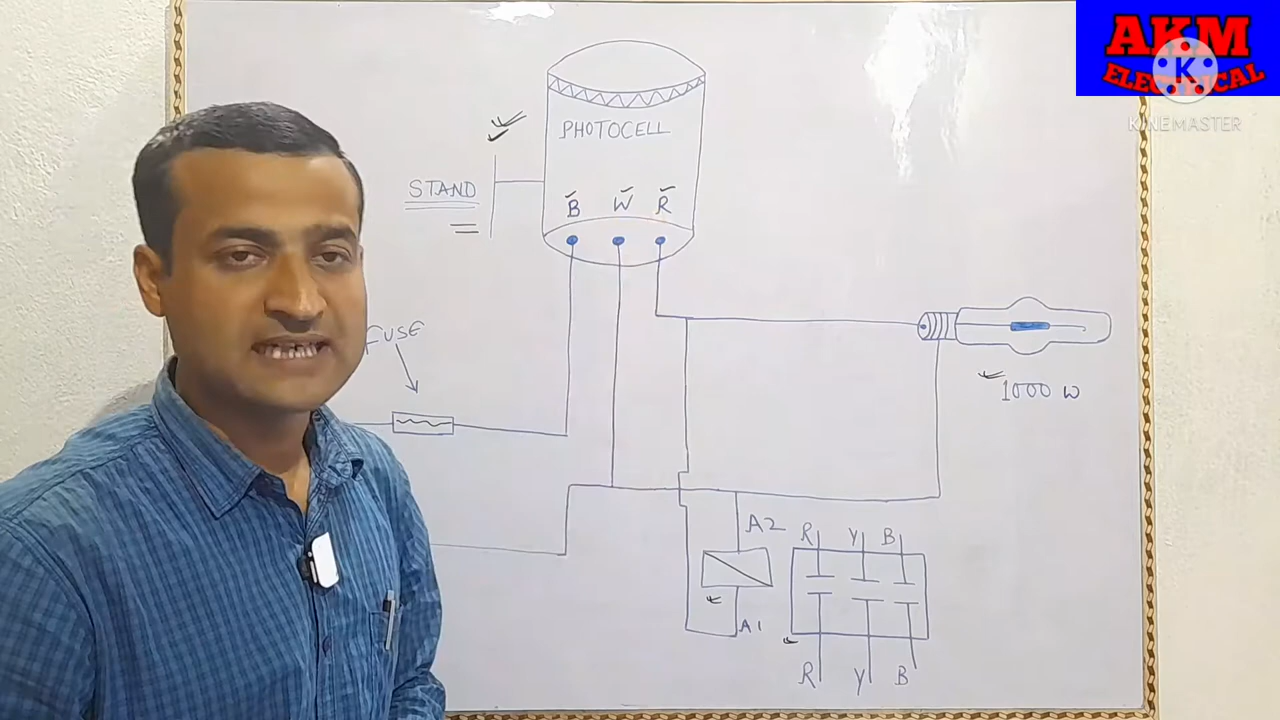 AKM
ELECTRICAL
K
KINEMASTER
PHOTOCELL
STAND
B W R
FUSE
1000 W
A2
R Y B
A1
R Y B